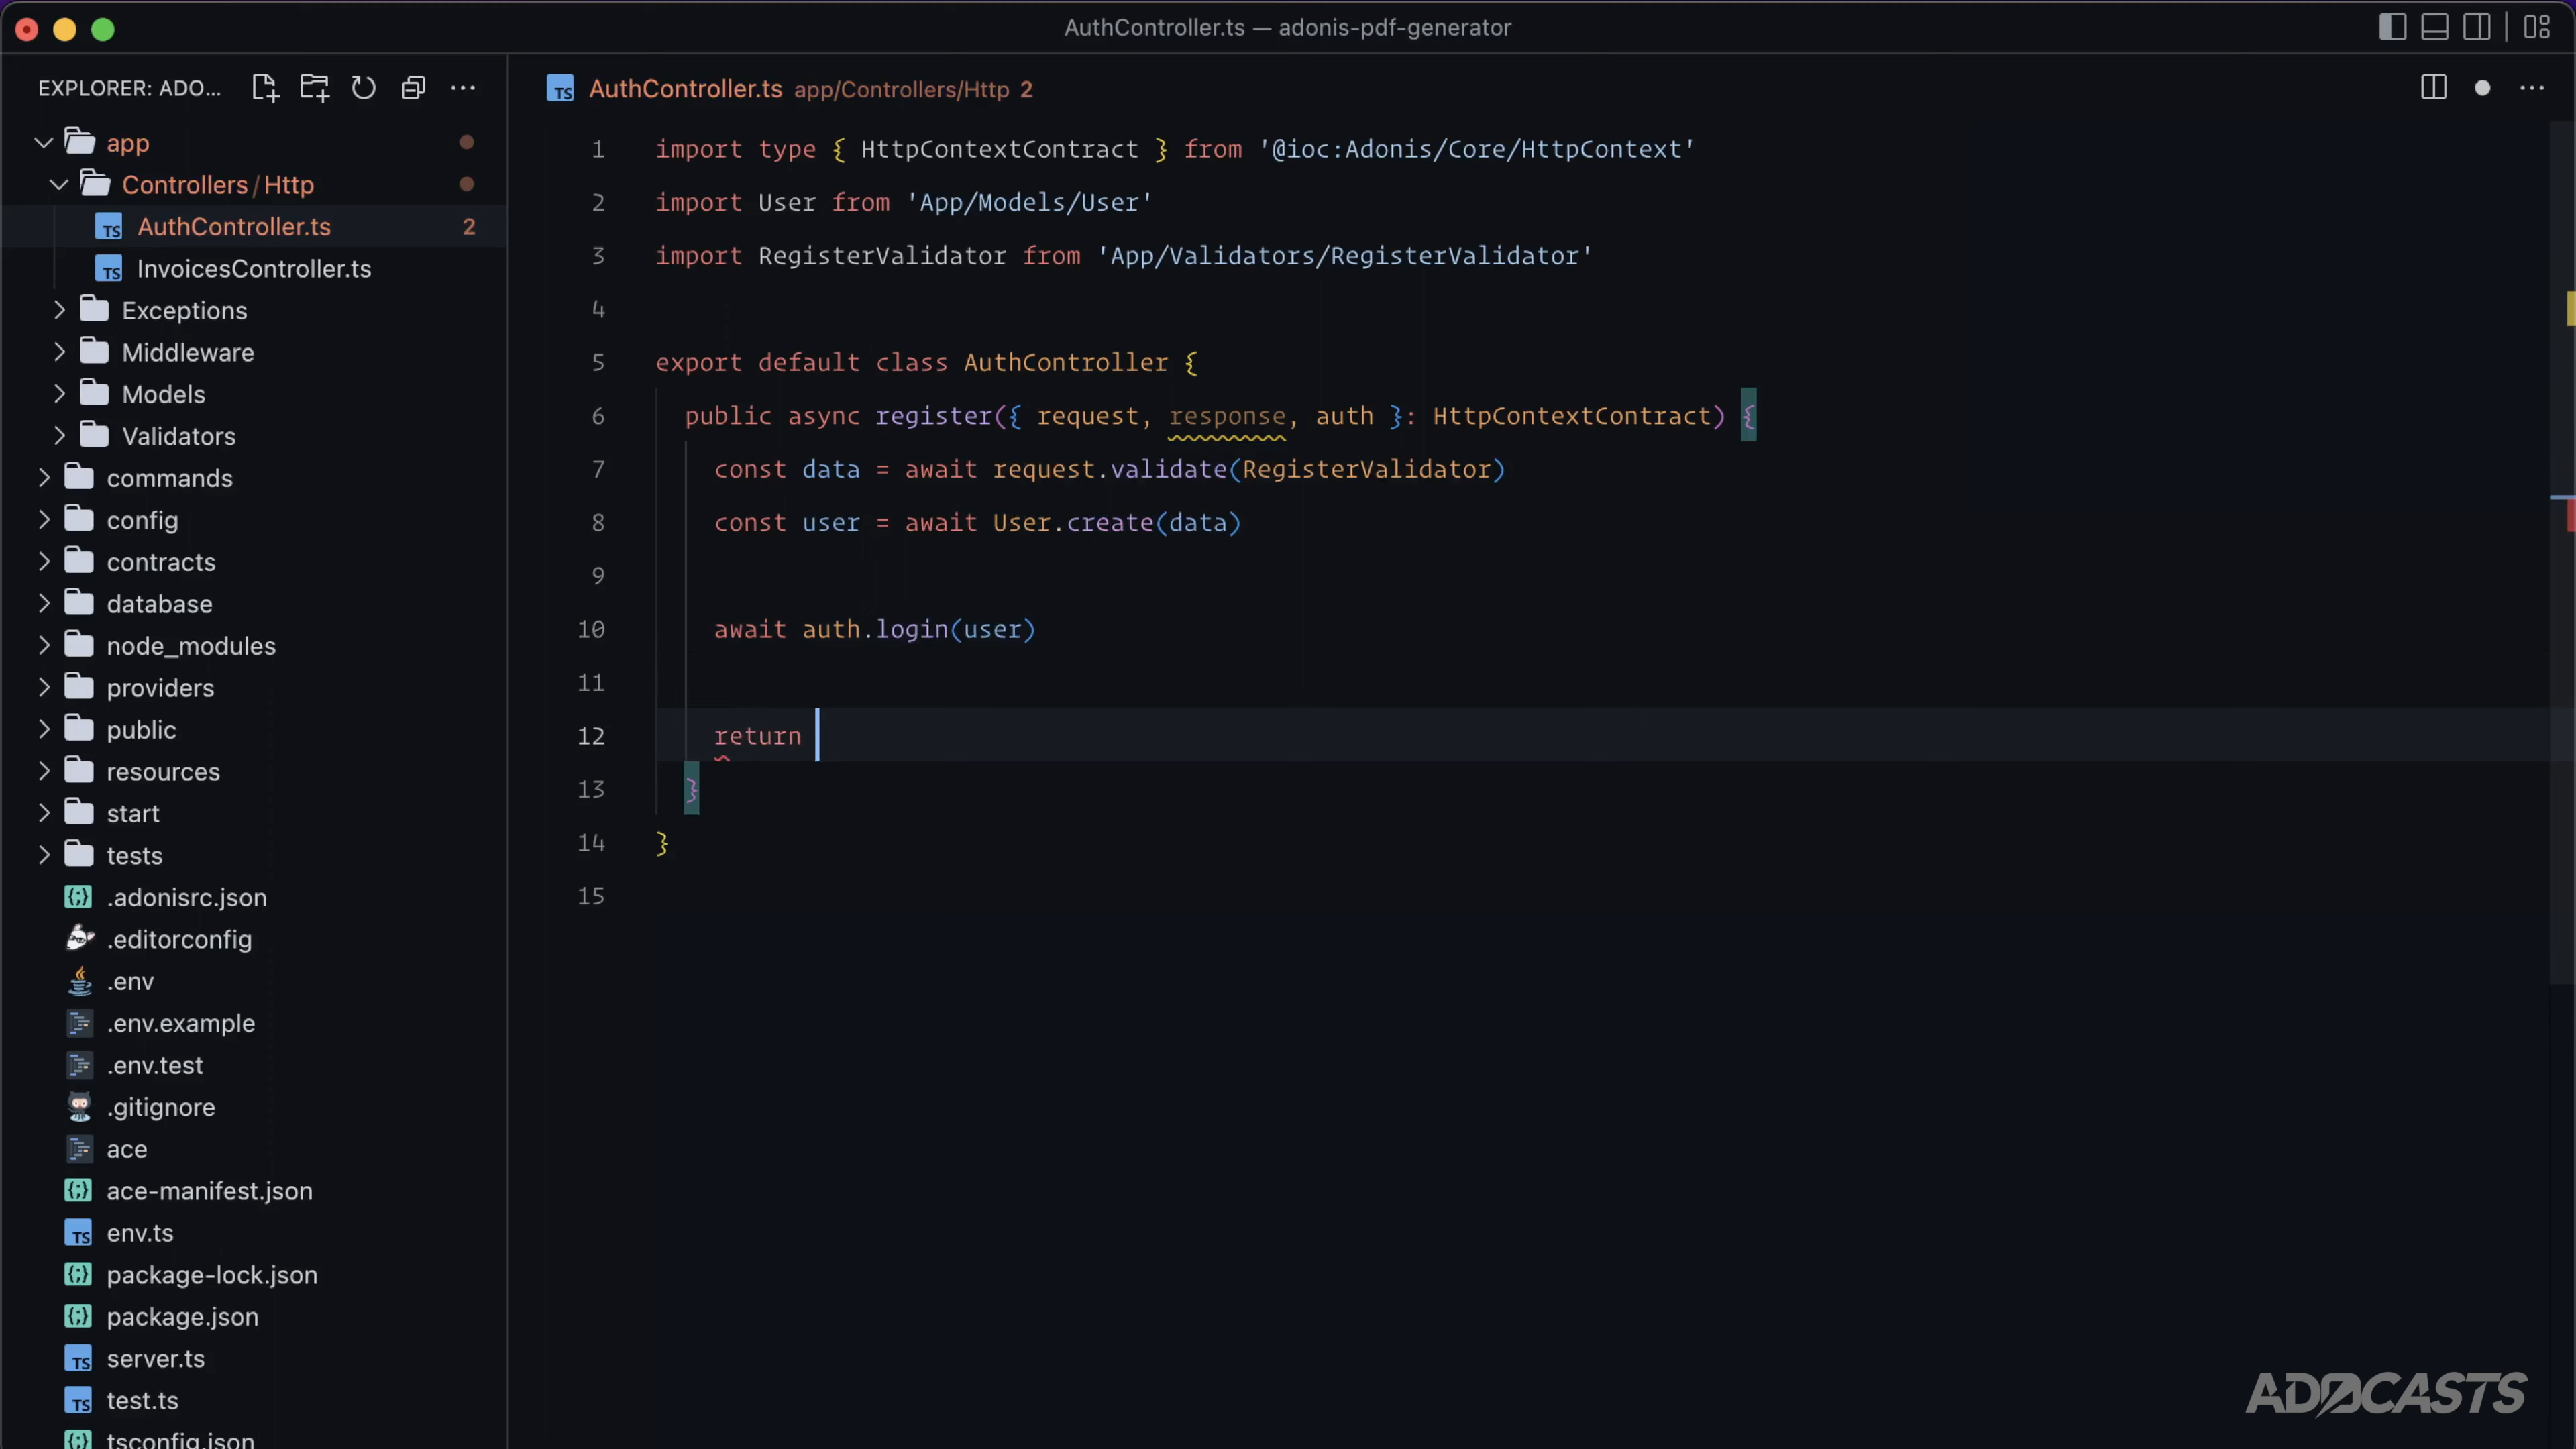 AuthController.ts — adonis-pdf-generator
EXPLORER: ADO...
app
Controllers/Http
TS AuthController.ts 2
TS InvoicesController.ts
Exceptions
Middleware
Models
Validators
commands
config
contracts
database
node_modules
providers
public
resources
start
tests
.adonisrc.json
.editorconfig
.env
.env.example
.env.test
.gitignore
ace
ace-manifest.json
TS env.ts
package-lock.json
package.json
TS server.ts
TS test.ts
tsconfig.json
TS AuthController.ts app/Controllers/Http 2
1 import type { HttpContextContract } from '@ioc:Adonis/Core/HttpContext'
2 import User from 'App/Models/User'
3 import RegisterValidator from 'App/Validators/RegisterValidator'
4
5 export default class AuthController {
6 public async register({ request, response, auth }: HttpContextContract) {
7 const data = await request.validate(RegisterValidator)
8 const user = await User.create(data)
9
10 await auth.login(user)
11
12 return
13 }
14 }
15
ADOCASTS